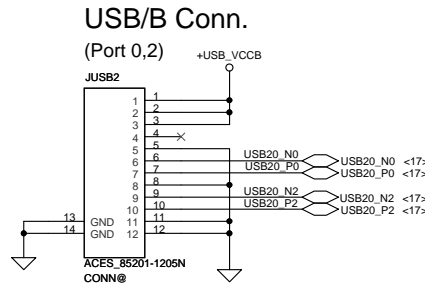 USB/B Conn.
(Port 0,2)
+USB_VCCB
JUSB2
1 1
2 2
3 3
4 4
5 5
6 6 USB20_N0 USB20_N0 <17>
7 7 USB20_P0 USB20_P0 <17>
8 8
9 9 USB20_N2 USB20_N2 <17>
10 10 USB20_P2 USB20_P2 <17>
13 GND 11 11
14 GND 12 12
ACES_85201-1205N
CONN@